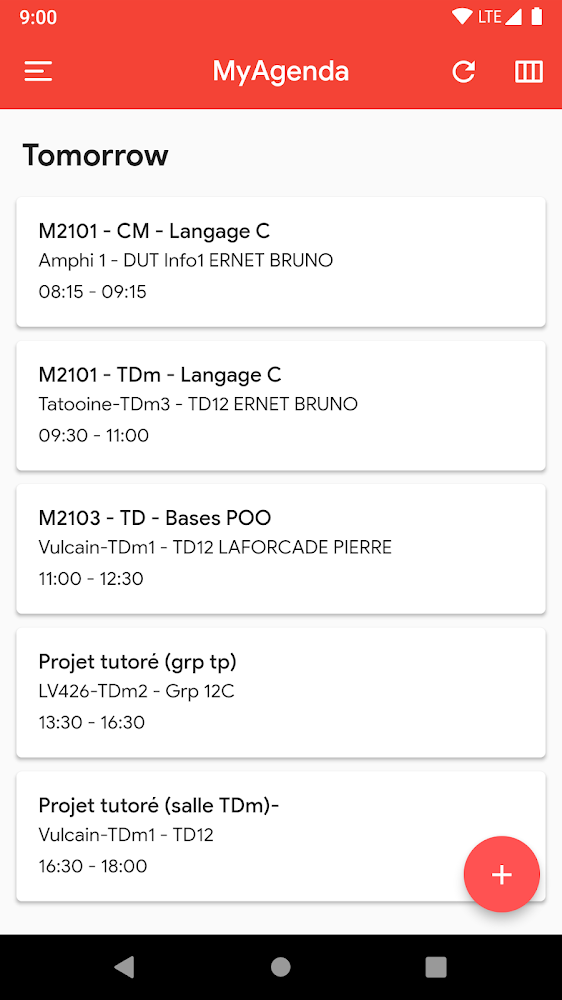 9:00
LTE
MyAgenda
Tomorrow
M2101 - CM - Langage C
Amphi 1 - DUT Info1 ERNET BRUNO
08:15 - 09:15
M2101 - TDm - Langage C
Tatooine-TDm3 - TD12 ERNET BRUNO
09:30 - 11:00
M2103 - TD - Bases POO
Vulcain-TDm1 - TD12 LAFORCADE PIERRE
11:00 - 12:30
Projet tutoré (grp tp)
LV426-TDm2 - Grp 12C
13:30 - 16:30
Projet tutoré (salle TDm)-
Vulcain-TDm1 - TD12
16:30 - 18:00